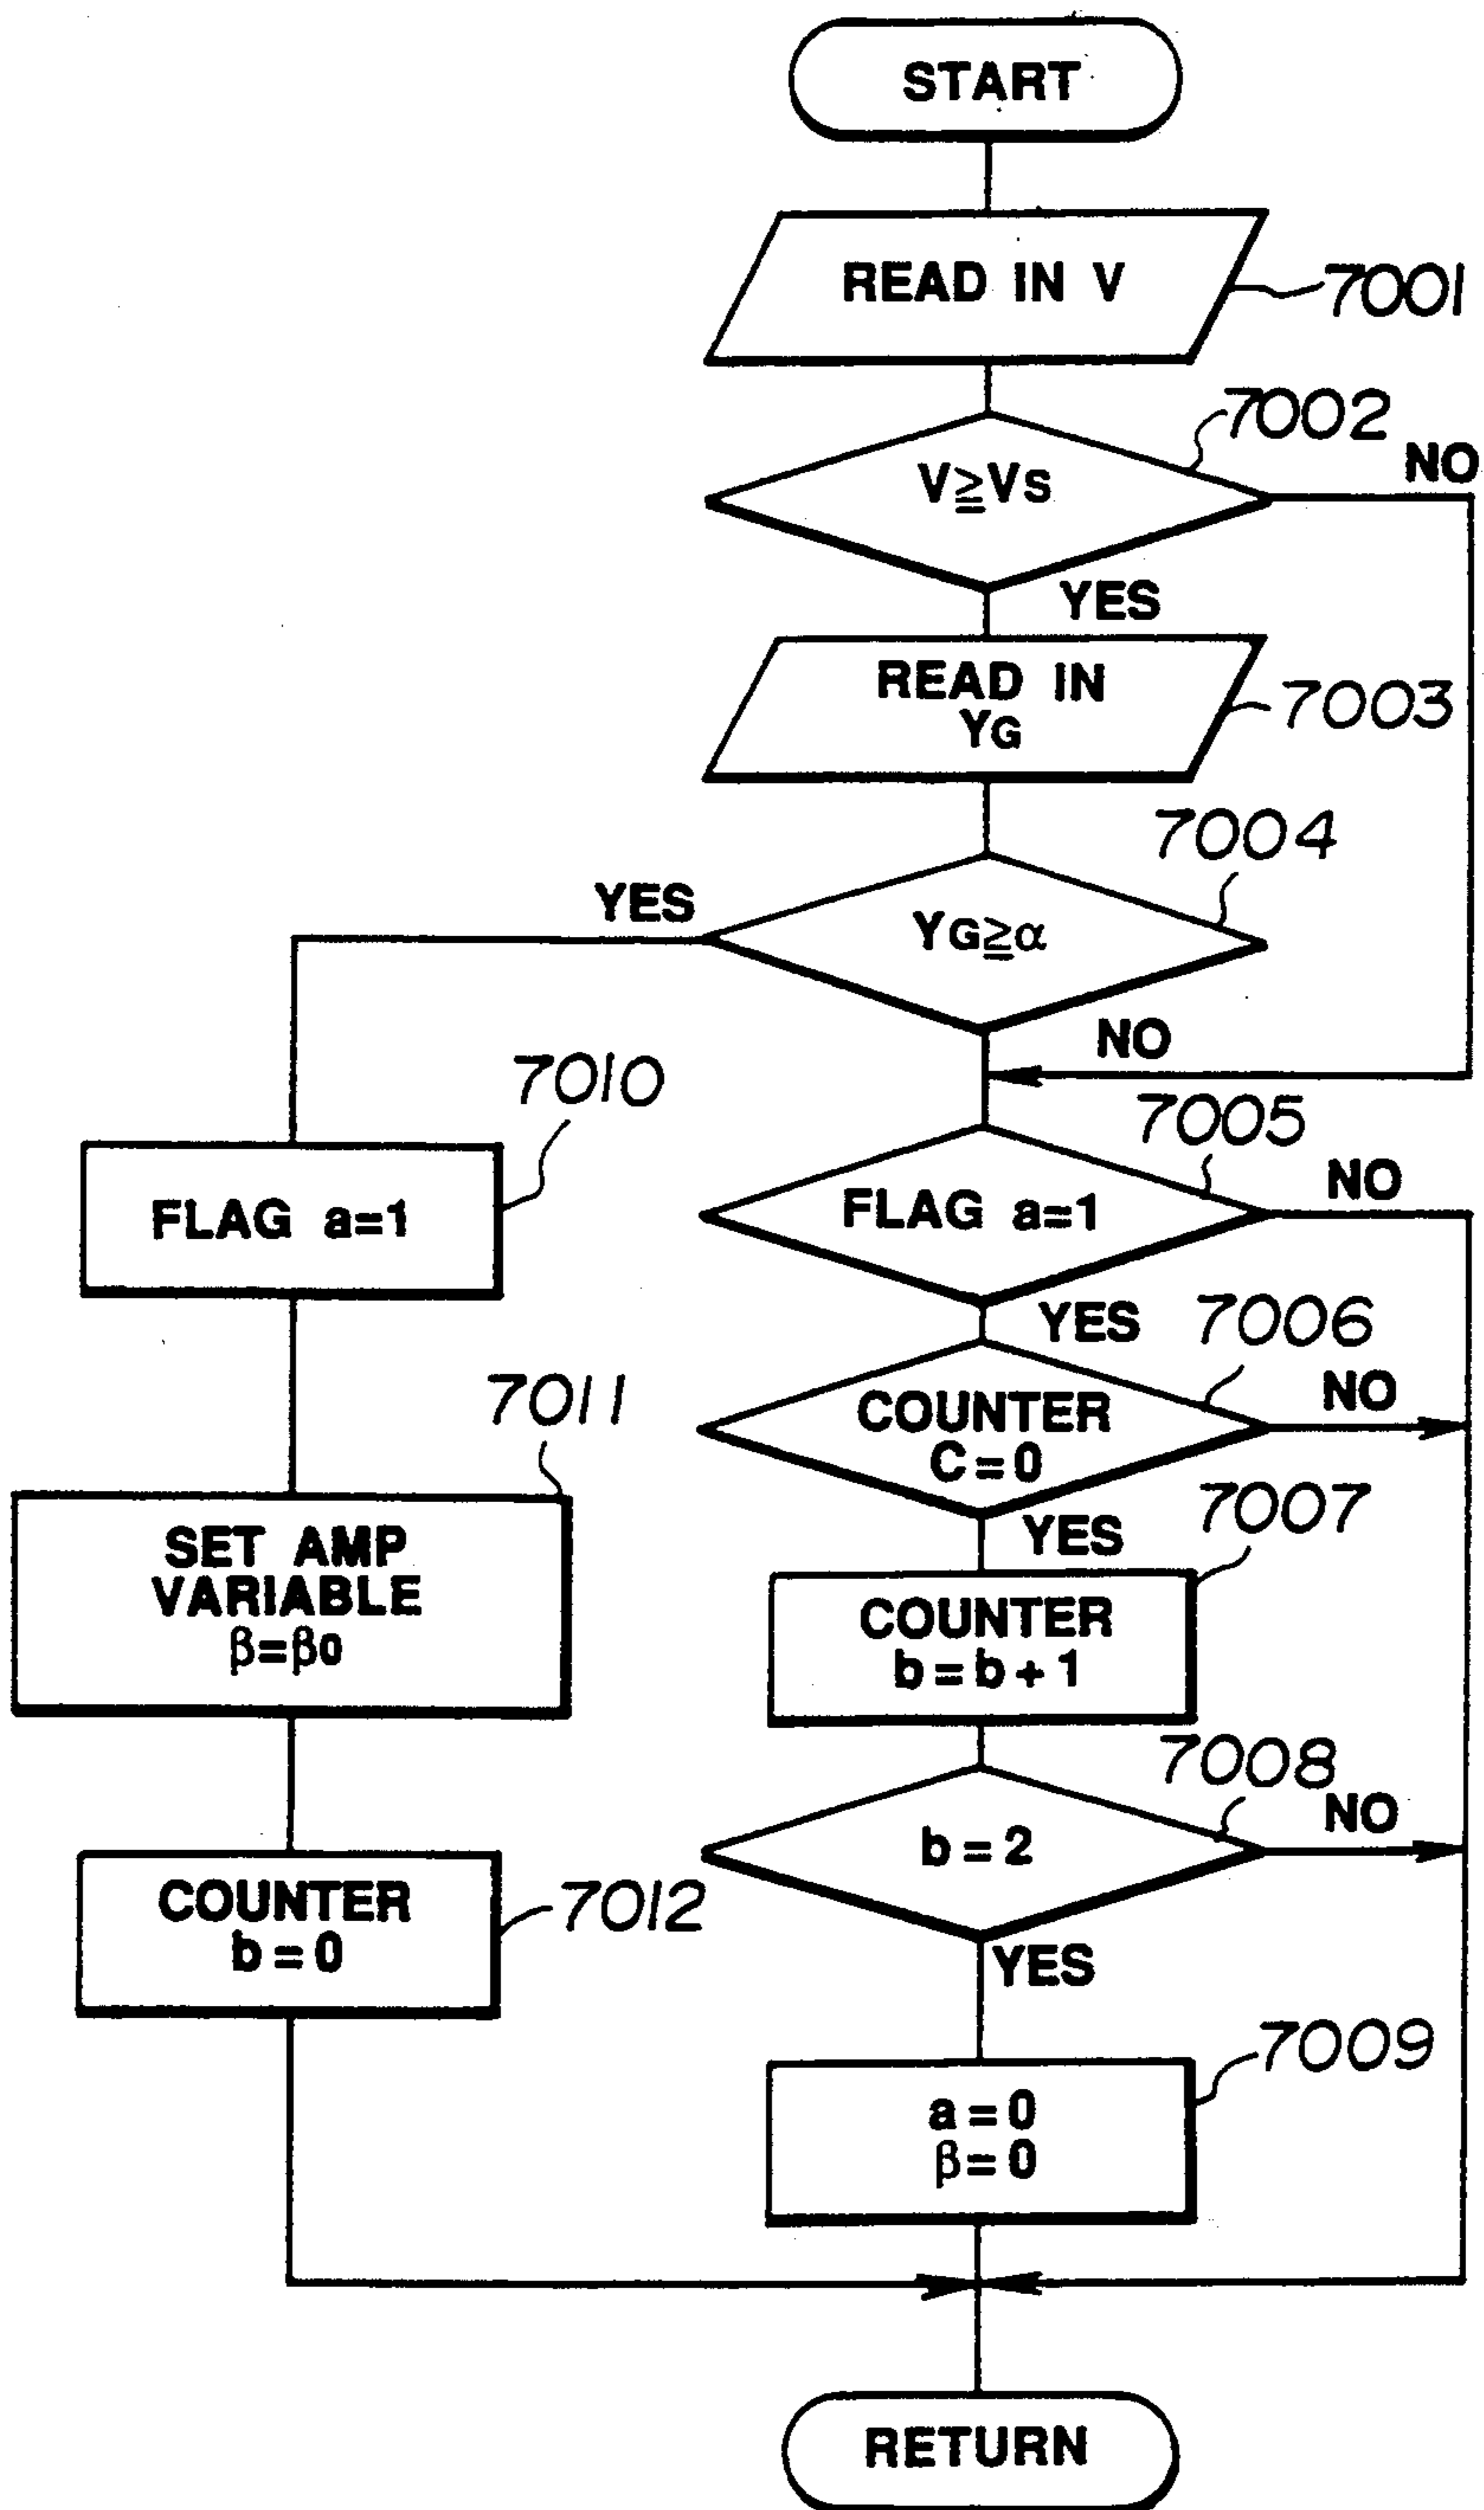 START
READ IN V
7001
7002
NO
V≧VS
YES
READ IN
YG
7003
7004
YES
YG≧α
NO
7010
7005
FLAG a=1
FLAG a=1
NO
YES
7006
7011
COUNTER
C=0
NO
7007
YES
SET AMP
VARIABLE
β=β0
COUNTER
b=b+1
7008
NO
b=2
COUNTER
b=0
7012
YES
7009
a=0
β=0
RETURN